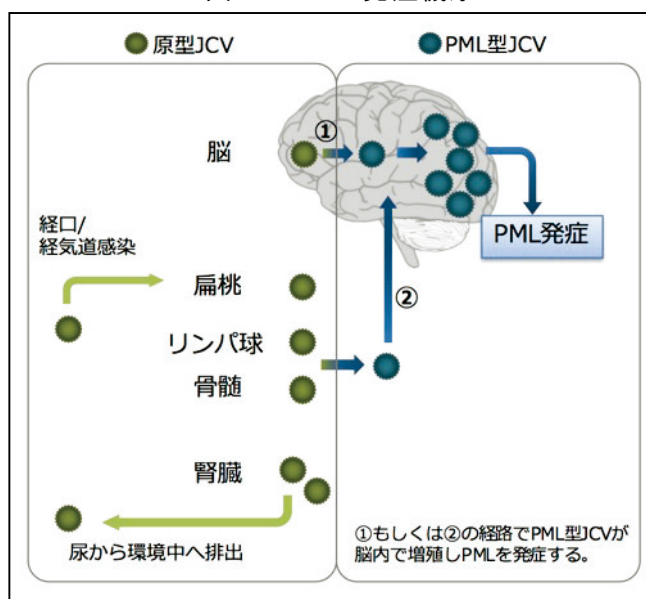 原型JCV
PML型JCV
脳
①
経口/
経気道感染
PML発症
扁桃
②
リンパ球
骨髄
腎臓
尿から環境中へ排出
①もしくは②の経路でPML型JCVが
脳内で増殖しPMLを発症する。